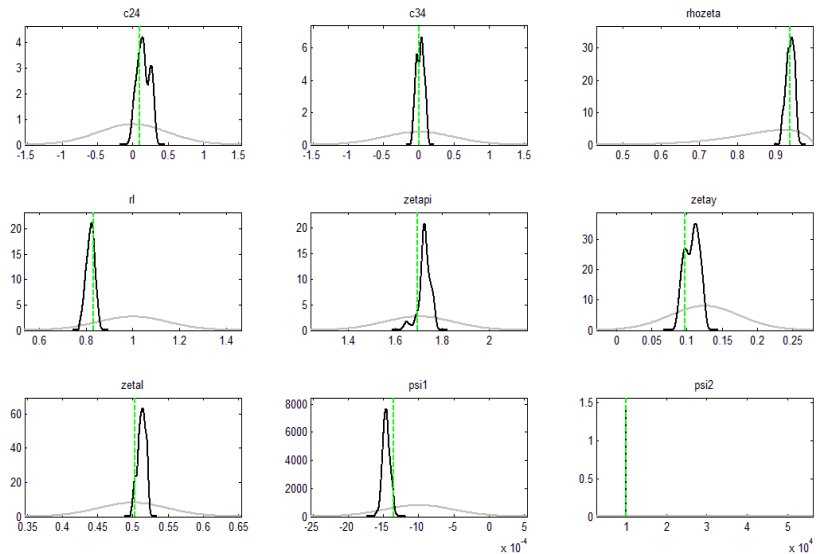 c24
c34
rhozeta
4
3
2
1
0
-1.5 -1 -0.5 0 0.5 1 1.5
6
4
2
0
-1.5 -1 -0.5 0 0.5 1 1.5
30
20
10
0
0.5 0.6 0.7 0.8 0.9
rl
zetapi
zetay
20
15
10
5
0
0.6 0.8 1 1.2 1.4
20
15
10
5
0
1.4 1.6 1.8 2
30
20
10
0
0 0.05 0.1 0.15 0.2 0.25
zetal
psi1
psi2
60
40
20
0
0.35 0.4 0.45 0.5 0.55 0.6 0.65
8000
6000
4000
2000
0
-25 -20 -15 -10 -5 0 5
x 10-4
1.5
1
0.5
0
1 2 3 4 5
x 10 4